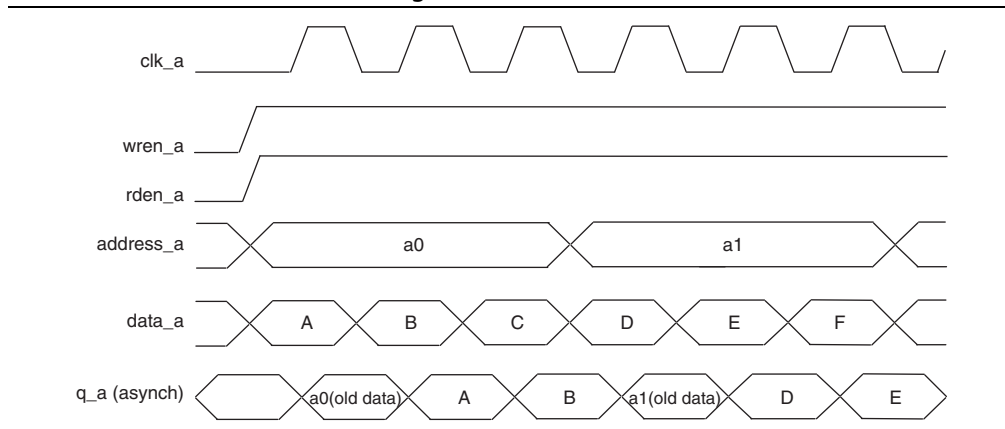 clk_a
wren_a
rden_a
address_a a0 a1
data_a A B C D E F
q_a (asynch) a0(old data) A B a1(old data) D E